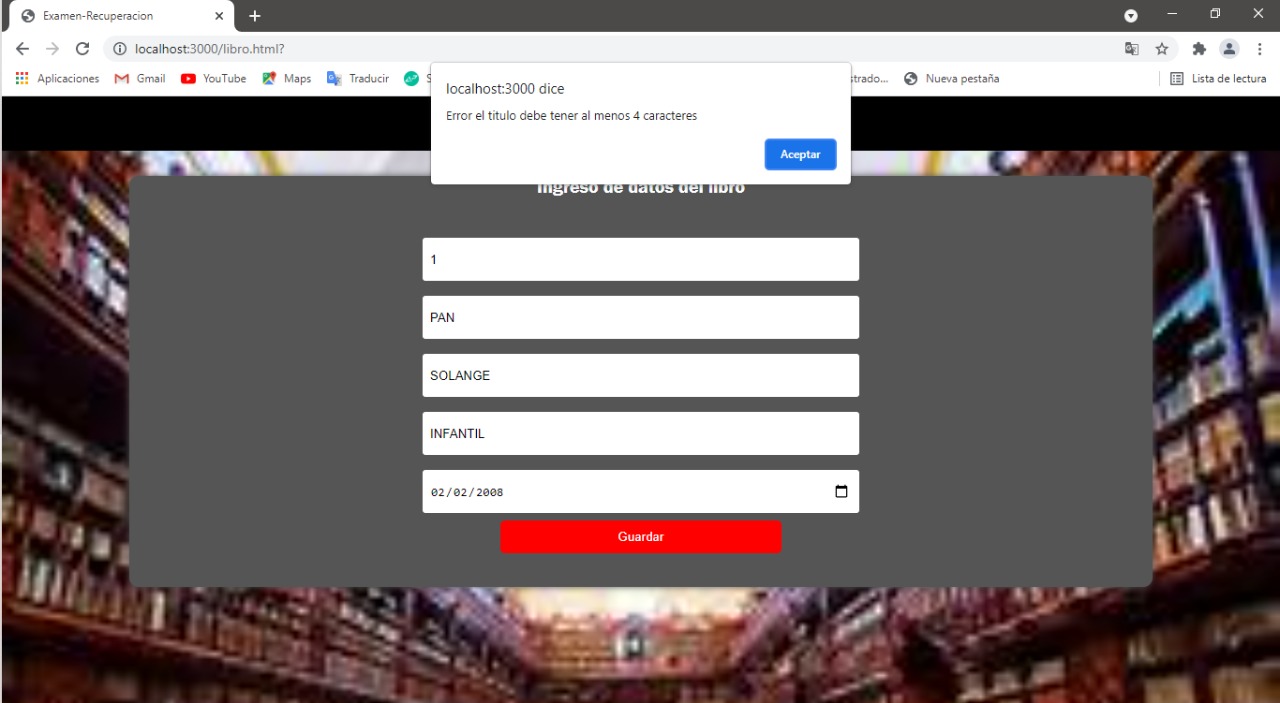 Examen-Recuperacion
localhost:3000/libro.html?
Aplicaciones
Gmail
YouTube
Maps
Traducir
S
strado...
Nueva pestaña
Lista de lectura
localhost:3000 dice
Error el titulo debe tener al menos 4 caracteres
Aceptar
Ingreso de datos del libro
1
PAN
SOLANGE
INFANTIL
02/02/2008
Guardar